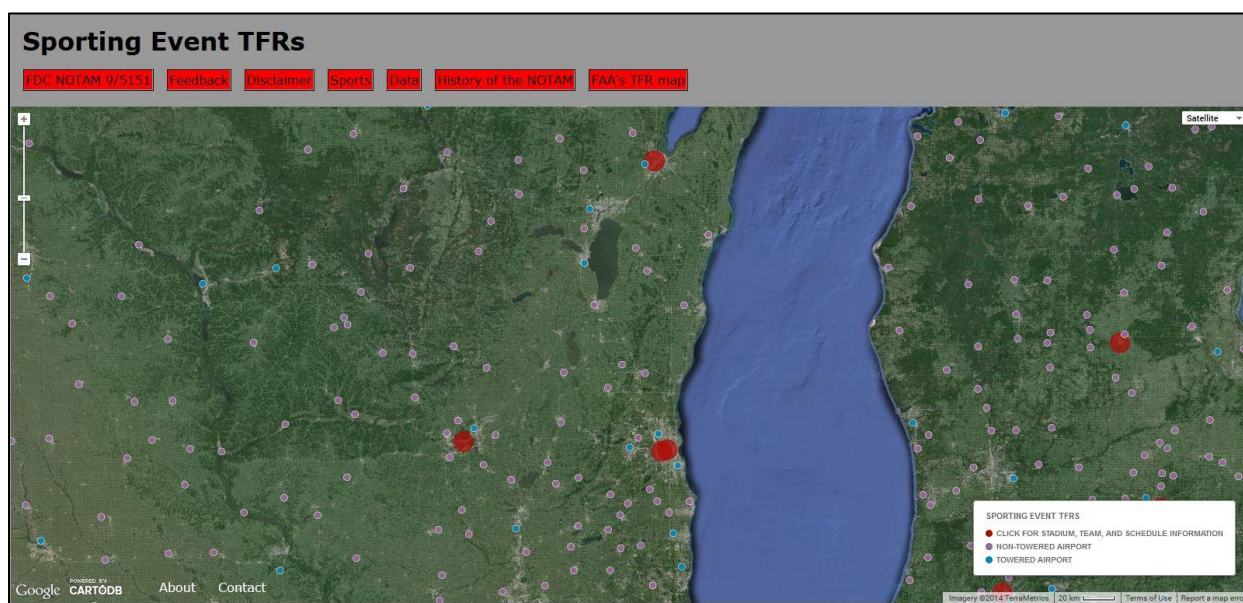 Sporting Event TFRs
FDC NOTAM 9/5151 Feedback Disclaimer Sports Data History of the NOTAM FAA's TFR map
+
Satellite
−
SPORTING EVENT TFRS
CLICK FOR STADIUM, TEAM, AND SCHEDULE INFORMATION
NON-TOWERED AIRPORT
TOWERED AIRPORT
Google POWERED BY CARTODB About Contact
Imagery ©2014 TerraMetrics 20 km Terms of Use Report a map erro